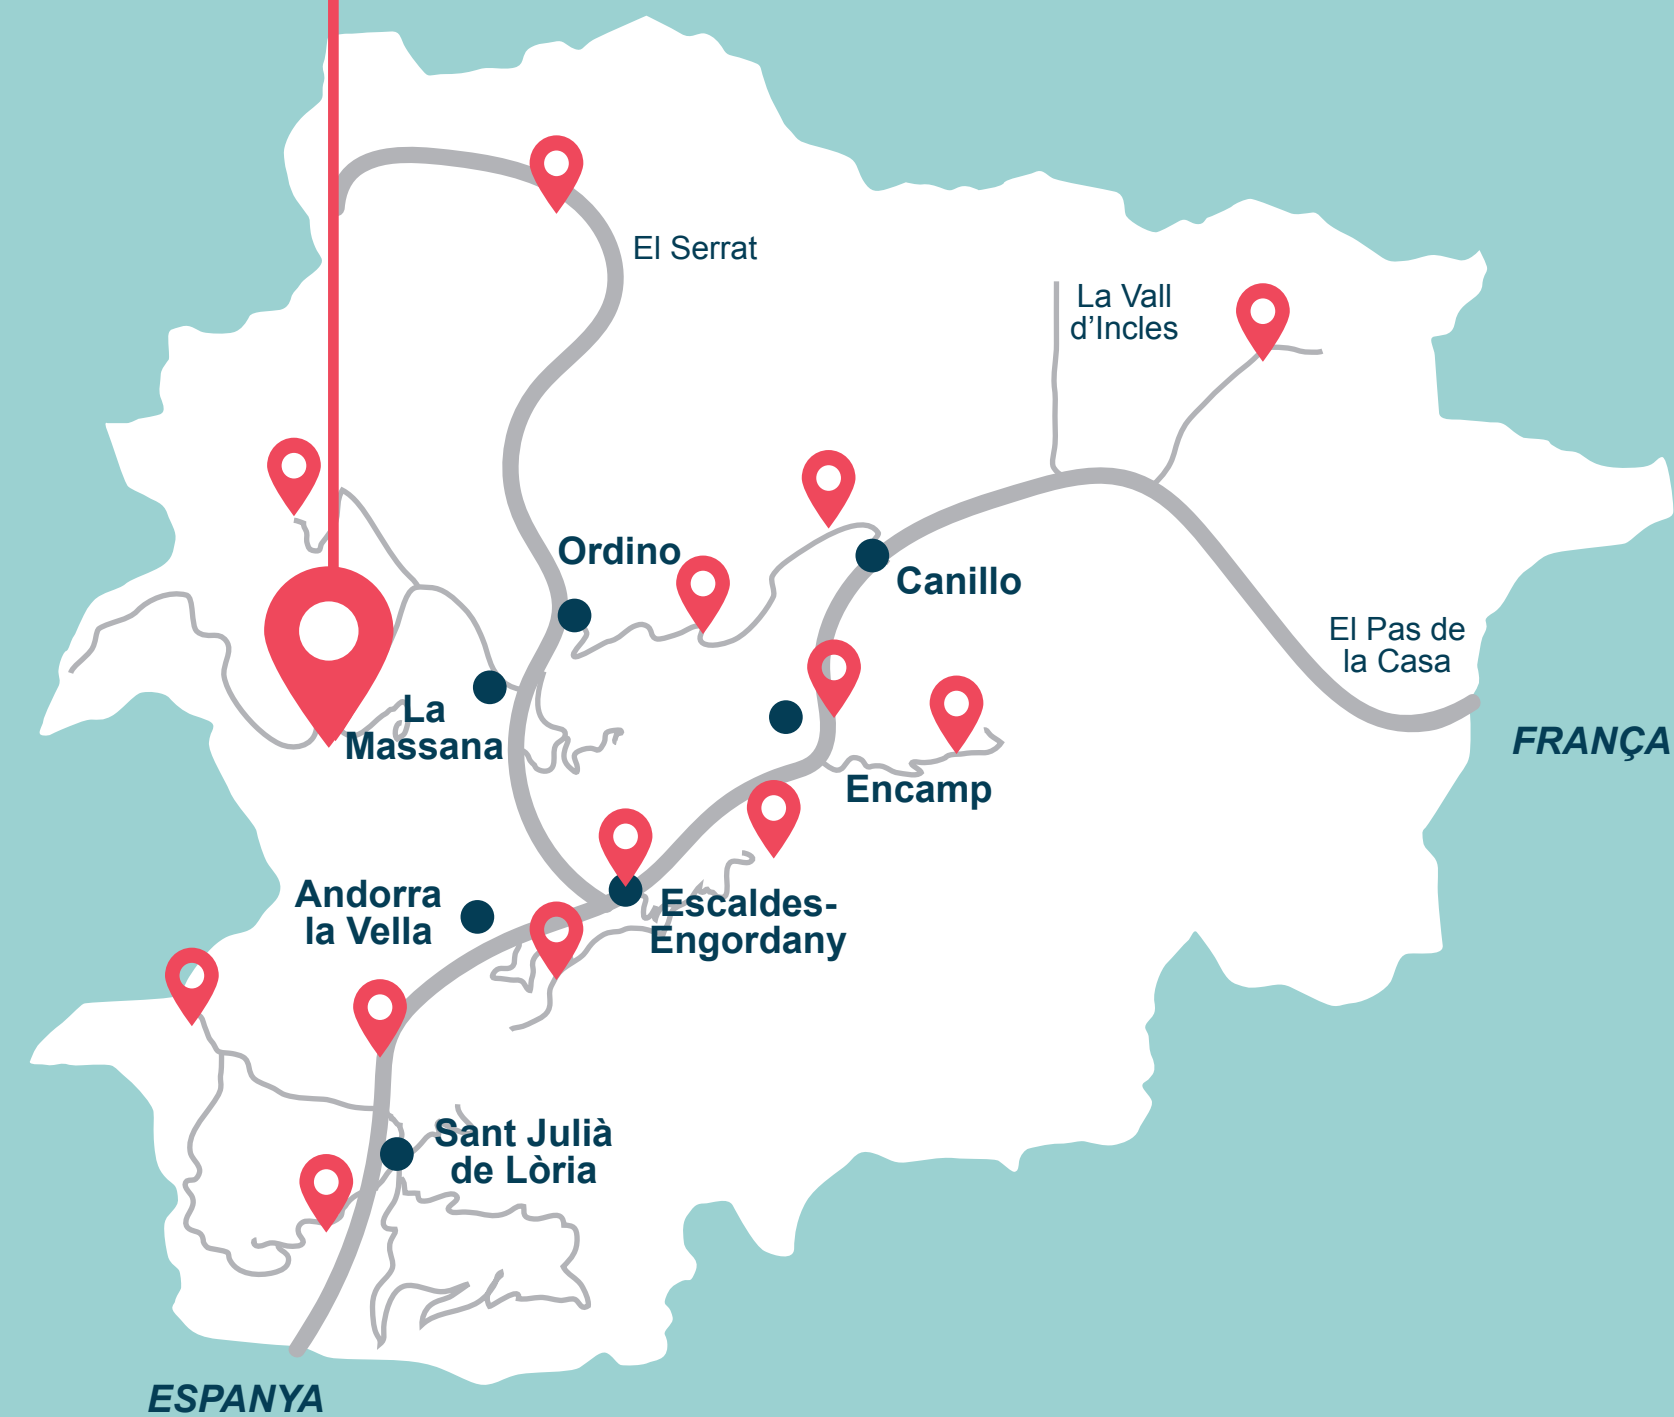 El Serrat
La Vall
d’Incles
Ordino
Canillo
El Pas de
la Casa
La
Massana
FRANÇA
Encamp
Andorra
la Vella
Escaldes-
Engordany
Sant Julià
de Lòria
ESPANYA